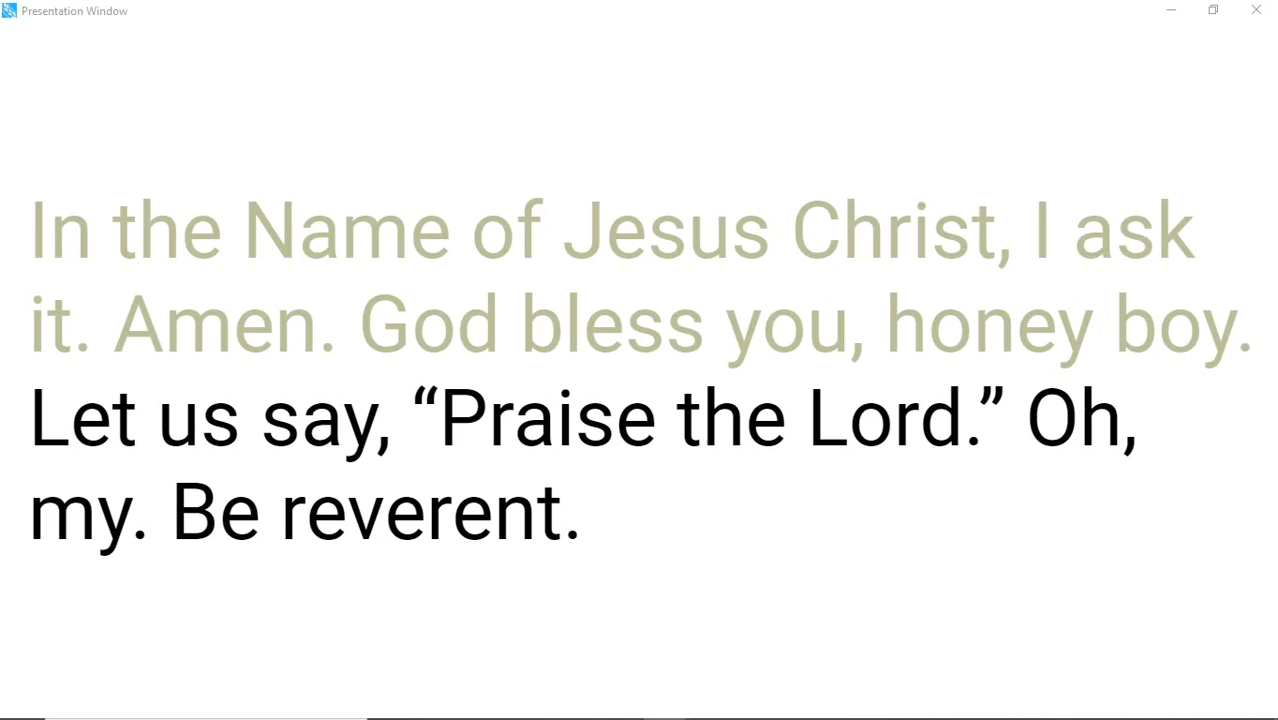 Presentation Window
In the Name of Jesus Christ, I ask
it. Amen. God bless you, honey boy.
Let us say, “Praise the Lord.” Oh,
my. Be reverent.